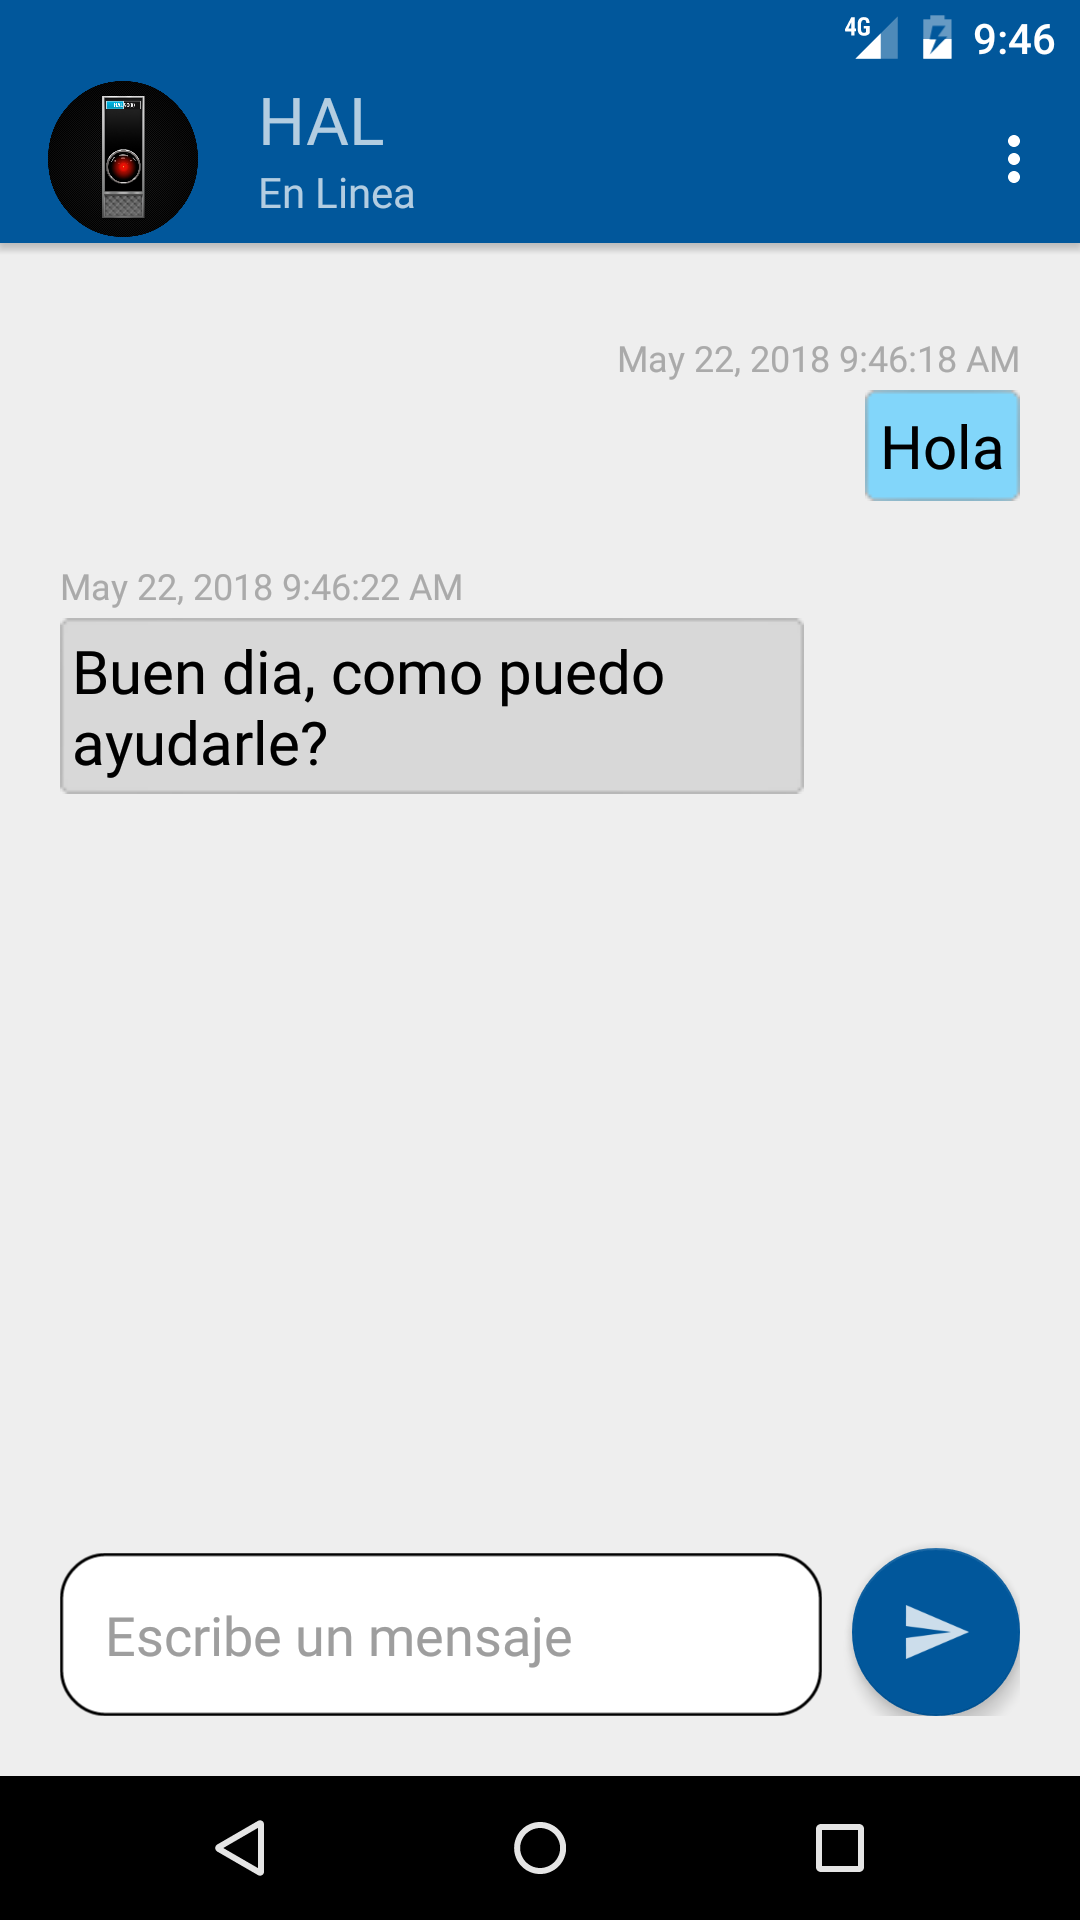 4G 9:46
HAL
En Linea
May 22, 2018 9:46:18 AM
Hola
May 22, 2018 9:46:22 AM
Buen dia, como puedo
ayudarle?
Escribe un mensaje